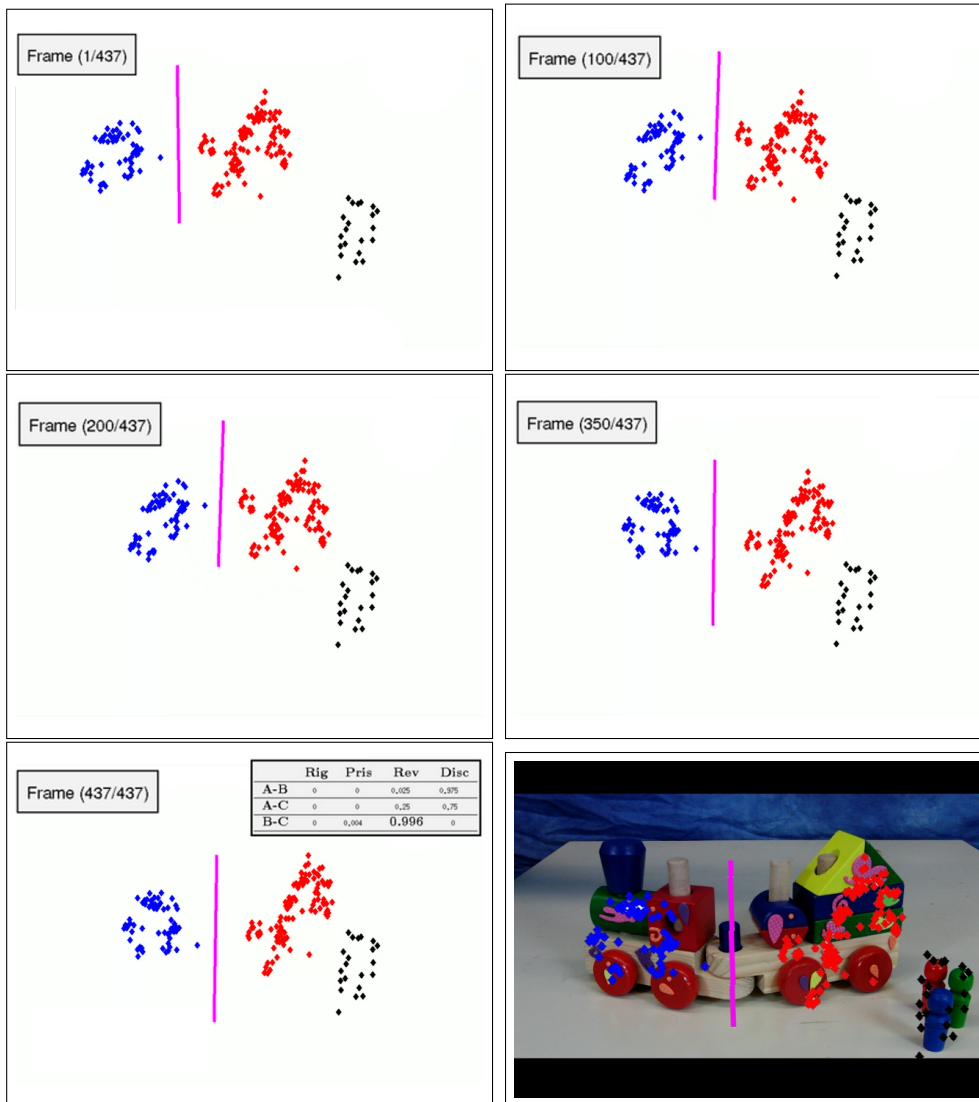 Frame (1/437)
Frame (100/437)
Frame (200/437)
Frame (350/437)
Frame (437/437)
Rig Pris Rev Disc
A-B 0 0 0.025 0.975
A-C 0 0 0.25 0.75
B-C 0 0.004 0.996 0